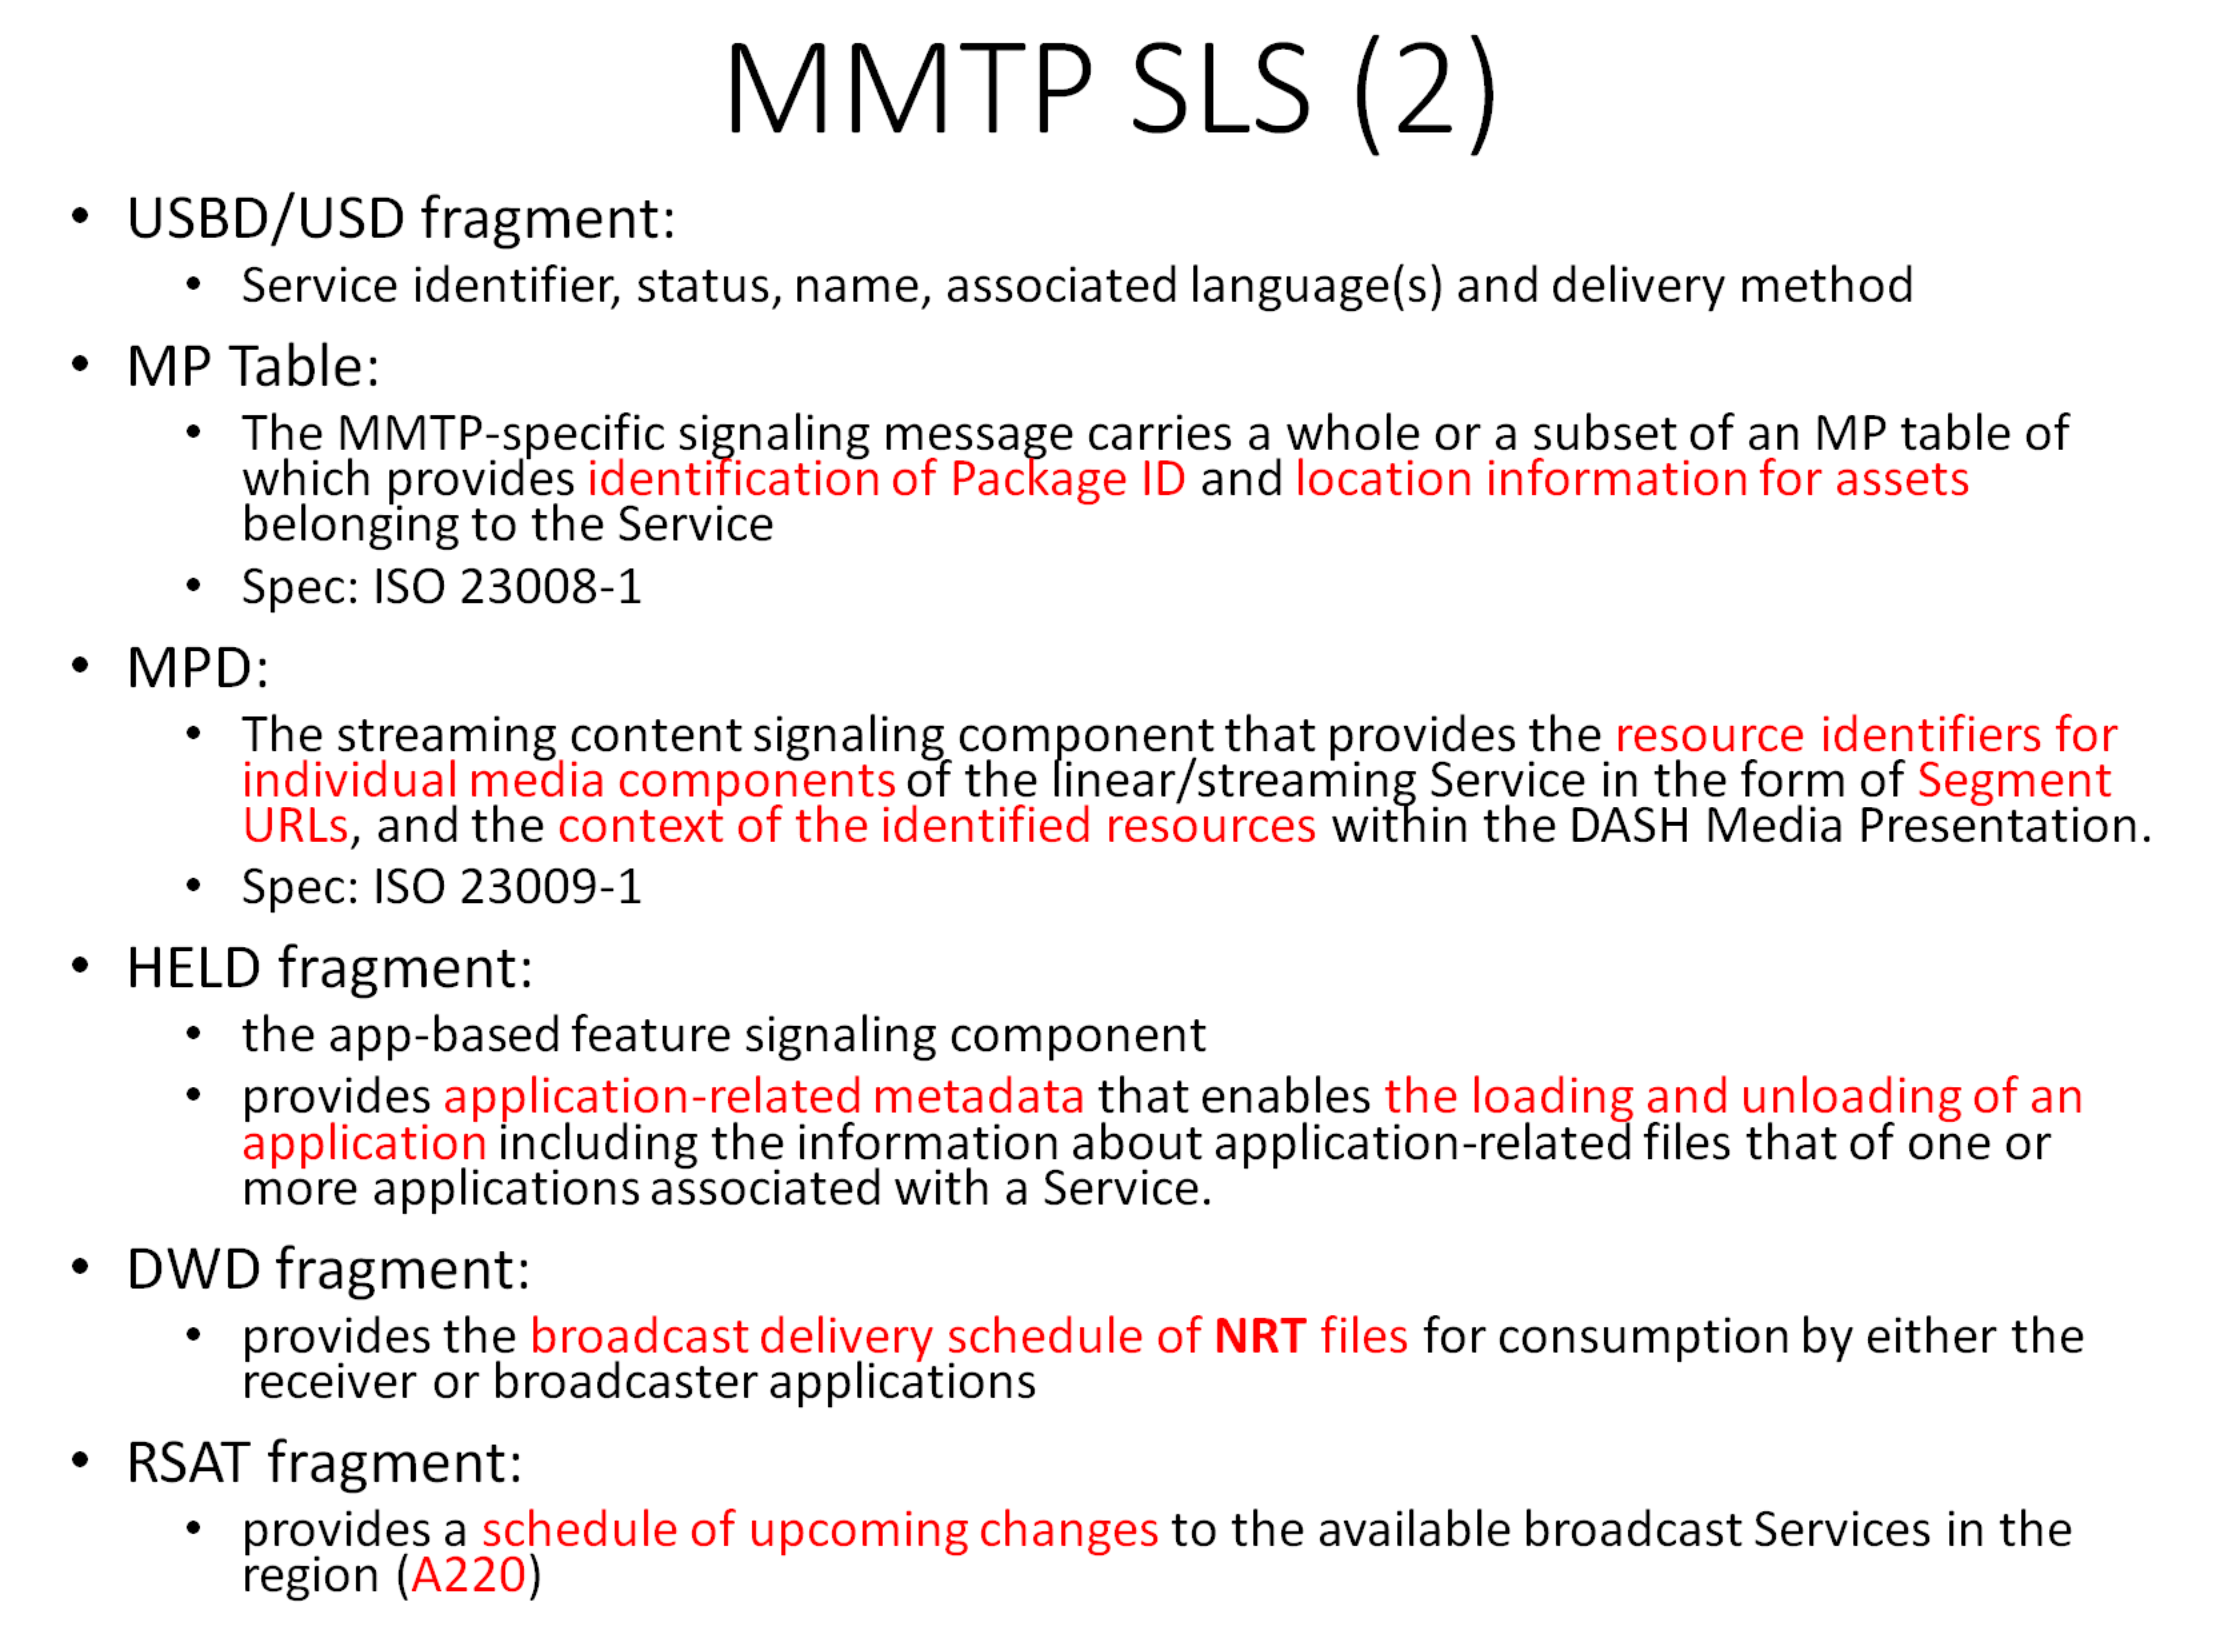 MMTP SLS (2)
• USBD/USD fragment:
• Service identifier, status, name, associated language(s) and delivery method
• MP Table:
• The MMTP-specific signaling message carries a whole or a subset of an MP table of
which provides identification of Package ID and location information for assets
belonging to the Service
• Spec: ISO 23008-1
• MPD:
• The streaming content signaling component that provides the resource identifiers for
individual media components of the linear/streaming Service in the form of Segment
URLs, and the context of the identified resources within the DASH Media Presentation.
• Spec: ISO 23009-1
• HELD fragment:
• the app-based feature signaling component
• provides application-related metadata that enables the loading and unloading of an
application including the information about application-related files that of one or
more applications associated with a Service.
• DWD fragment:
• provides the broadcast delivery schedule of NRT files for consumption by either the
receiver or broadcaster applications
• RSAT fragment:
• provides a schedule of upcoming changes to the available broadcast Services in the
region (A220)